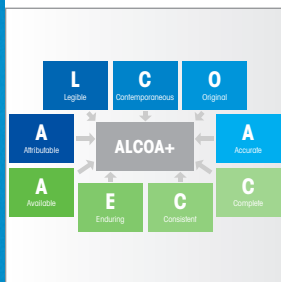 L
Legible
C
Contemporaneous
O
Original
A
Attributable
ALCOA+
A
Accurate
A
Available
E
Enduring
C
Consistent
C
Complete